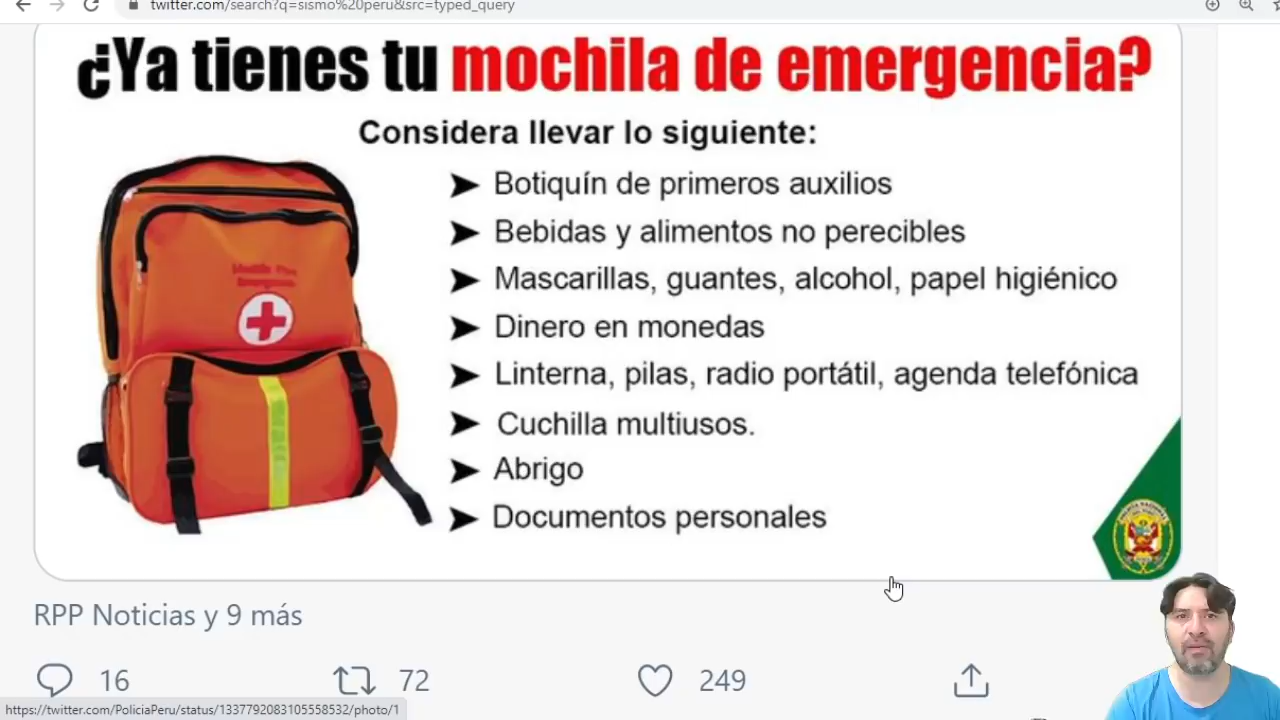 twitter.com/search?q=sismo%20peru&src=typed_query
¿Ya tienes tu mochila de emergencia?
Considera llevar lo siguiente:
➤ Botiquín de primeros auxilios
➤ Bebidas y alimentos no perecibles
➤ Mascarillas, guantes, alcohol, papel higiénico
➤ Dinero en monedas
➤ Linterna, pilas, radio portátil, agenda telefónica
➤ Cuchilla multiusos.
➤ Abrigo
➤ Documentos personales
RPP Noticias y 9 más
16 72 249
https://twitter.com/PoliciaPeru/status/1337792083105558532/photo/1